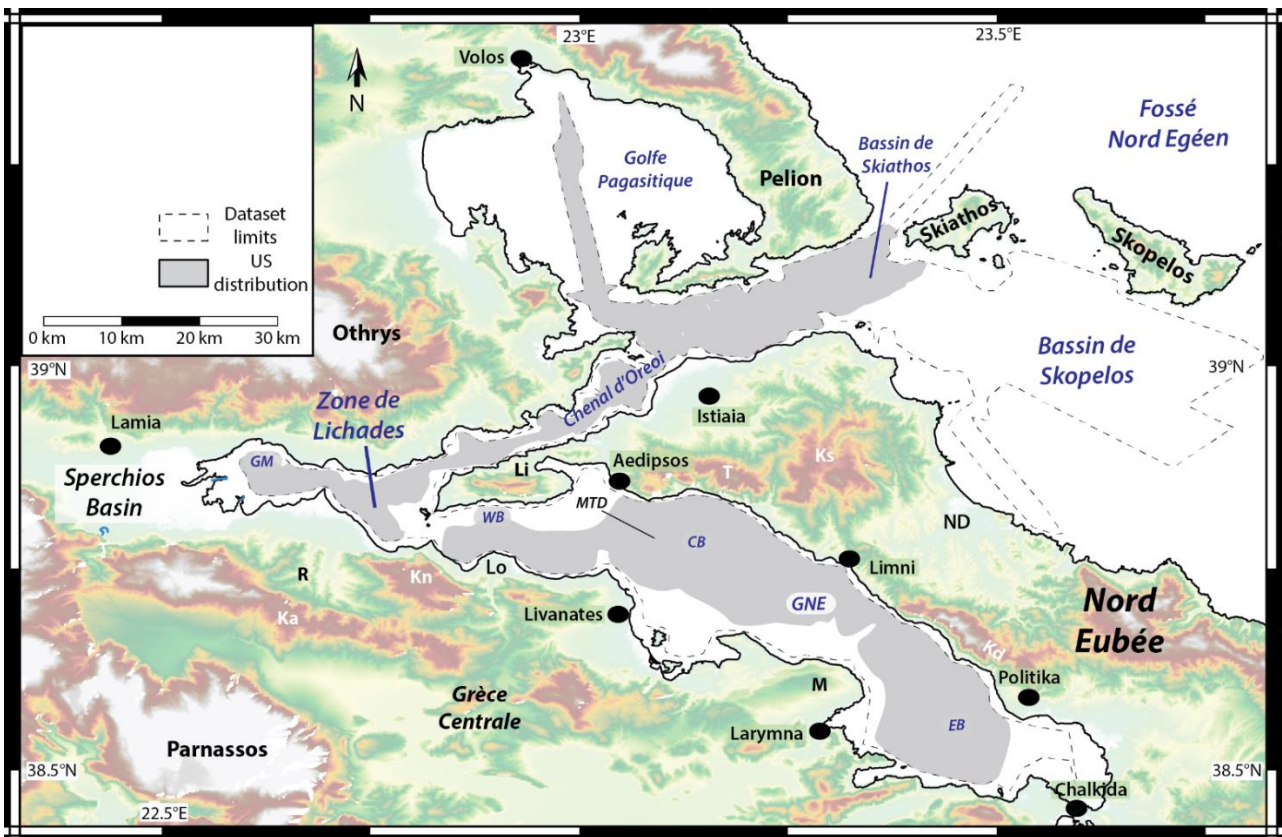 23°E
23.5°E
Volos
N
Fossé
Nord Egéen
Bassin de
Skiathos
Golfe
Pagasitique
Pelion
Skiathos
Skopelos
Dataset
limits
US
distribution
0 km
10 km
20 km
30 km
Othrys
39°N
39°N
Bassin de
Skopelos
Chenal d'Oreoi
Zone de
Lichades
Istiaia
Lamia
GM
Li
Aedipsos
T
Ks
Sperchios
Basin
MTD
WB
CB
ND
R
Kn
Lo
Limni
Ka
Livanates
GNE
Nord
Eubée
Kd
Politika
Grèce
Centrale
M
Larymna
EB
Parnassos
38.5°N
38.5°N
22.5°E
Chalkida